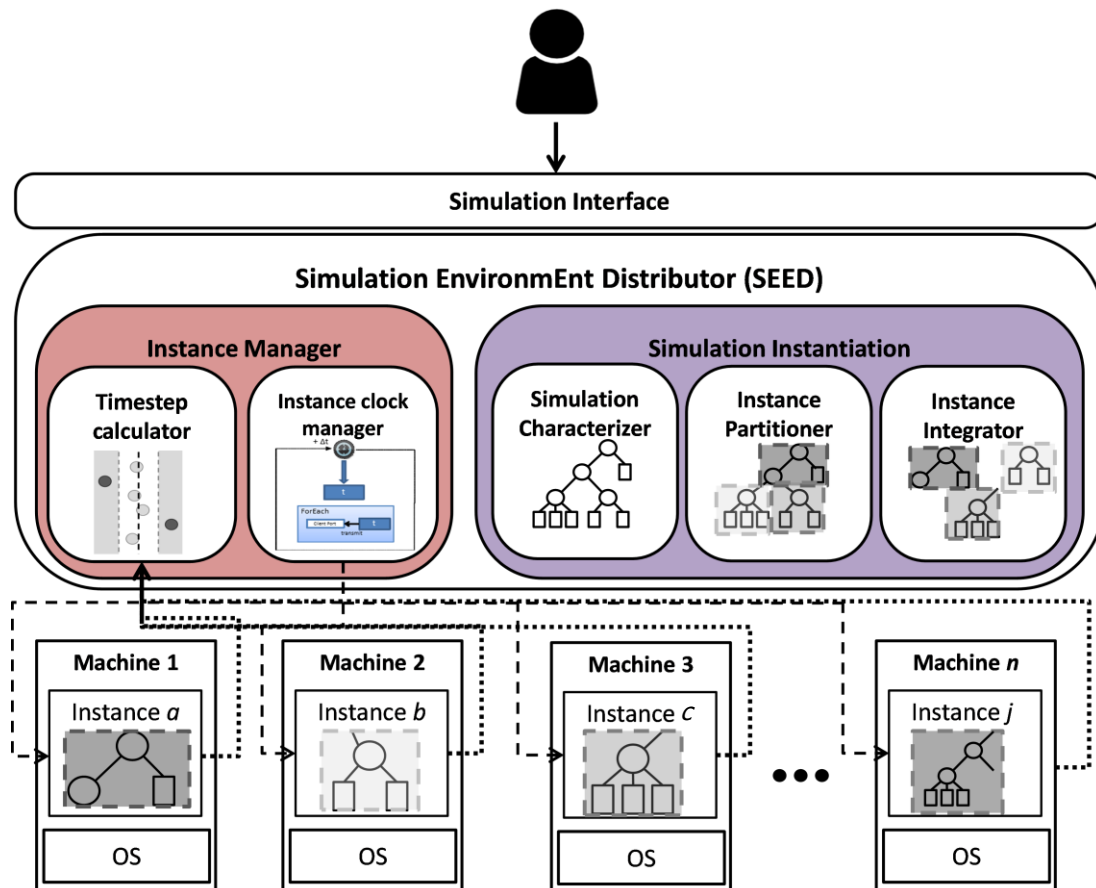 Simulation Interface
Simulation EnvironmEnt Distributor (SEED)
Instance Manager
Simulation Instantiation
Timestep
calculator
Instance clock
manager
+ Δt
t
ForEach
Client Port
t
transmit
Simulation
Characterizer
Instance
Partitioner
Instance
Integrator
Machine 1
Instance a
OS
Machine 2
Instance b
OS
Machine 3
Instance c
OS
Machine n
Instance j
OS